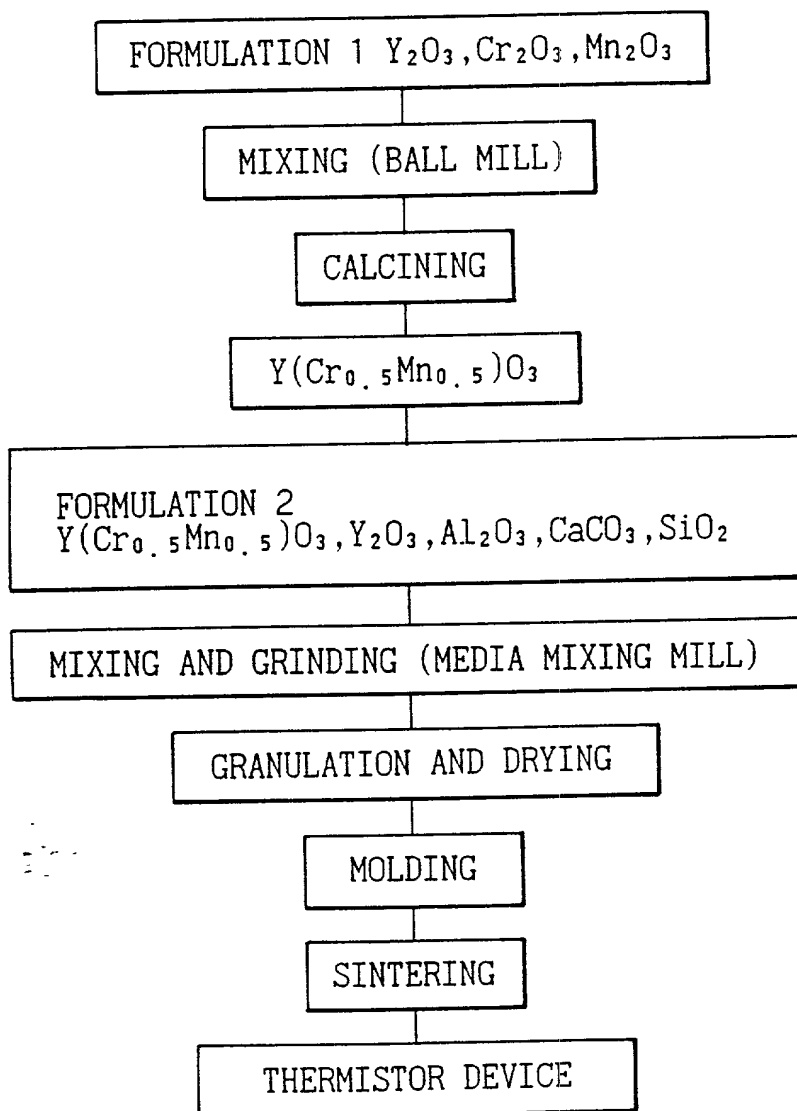 FORMULATION 1 Y₂O₃,Cr₂O₃,Mn₂O₃
MIXING (BALL MILL)
CALCINING
Y(Cr₀.₅Mn₀.₅)O₃
FORMULATION 2
Y(Cr₀.₅Mn₀.₅)O₃,Y₂O₃,Al₂O₃,CaCO₃,SiO₂
MIXING AND GRINDING (MEDIA MIXING MILL)
GRANULATION AND DRYING
MOLDING
SINTERING
THERMISTOR DEVICE